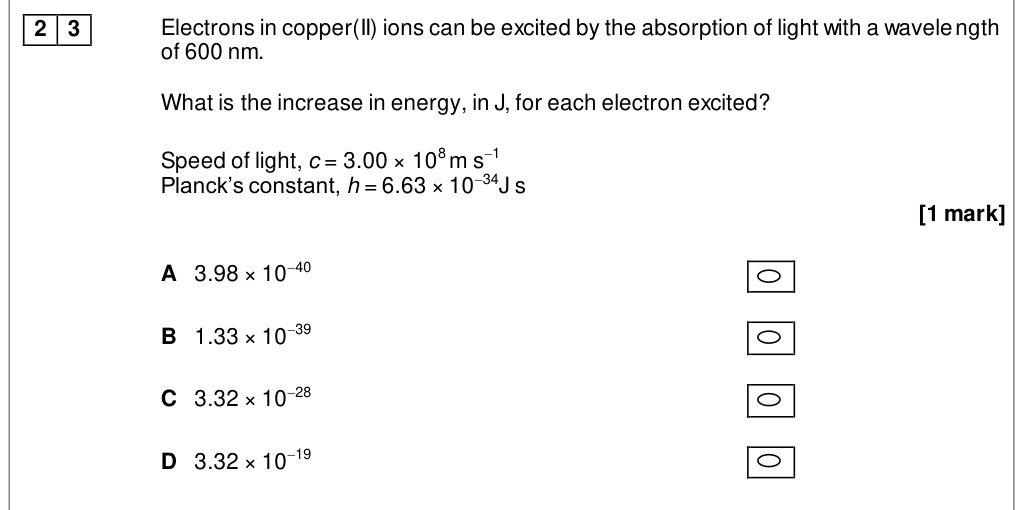 2 3
Electrons in copper(II) ions can be excited by the absorption of light with a wavelength
of 600 nm.
What is the increase in energy, in J, for each electron excited?
Speed of light, c = 3.00 × 10⁸ m s⁻¹
Planck’s constant, h = 6.63 × 10⁻³⁴ J s
[1 mark]
A 3.98 × 10⁻⁴⁰
B 1.33 × 10⁻³⁹
C 3.32 × 10⁻²⁸
D 3.32 × 10⁻¹⁹